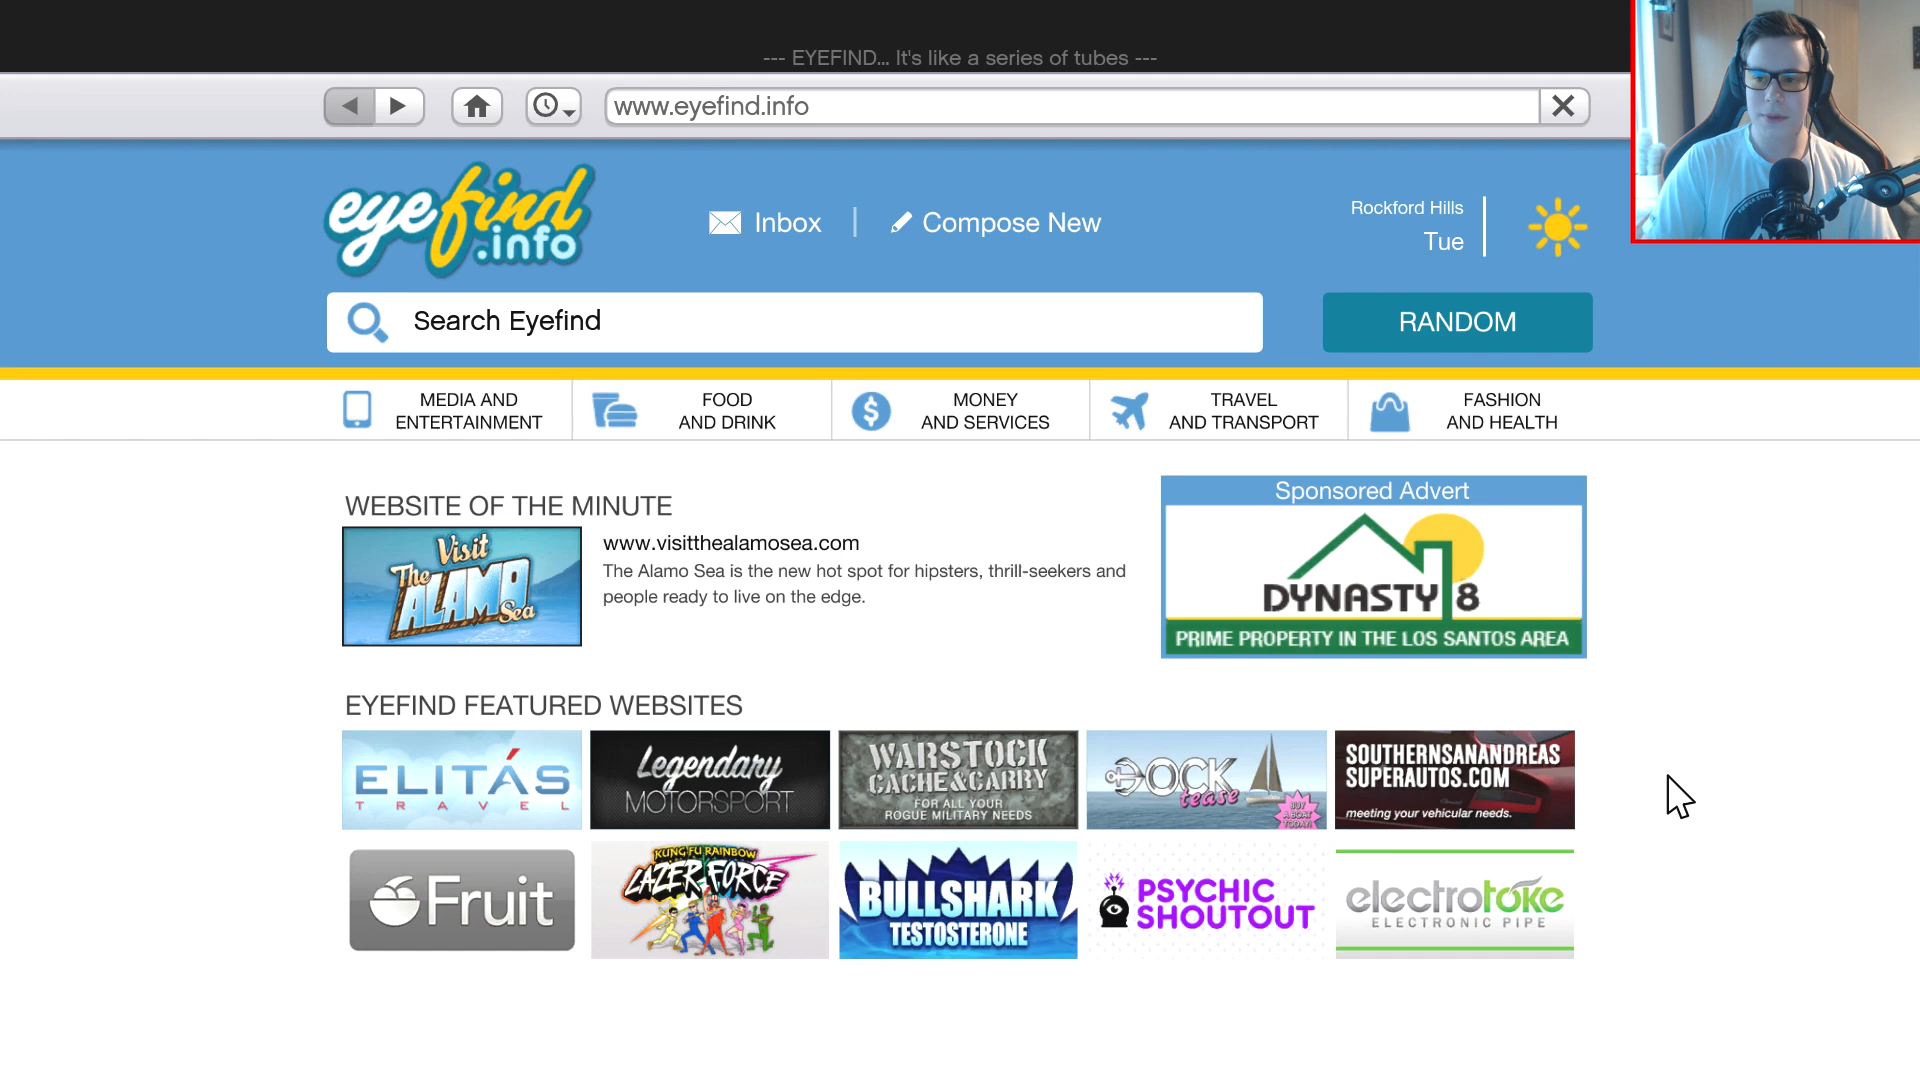 --- EYEFIND... It's like a series of tubes ---
www.eyefind.info
eyefind
.info
Inbox
Compose New
Rockford Hills
Tue
Search Eyefind
RANDOM
MEDIA AND
ENTERTAINMENT
FOOD
AND DRINK
MONEY
AND SERVICES
TRAVEL
AND TRANSPORT
FASHION
AND HEALTH
WEBSITE OF THE MINUTE
Visit
The
ALAMO
Sea
www.visitthealamosea.com
The Alamo Sea is the new hot spot for hipsters, thrill-seekers and
people ready to live on the edge.
Sponsored Advert
DYNASTY 8
PRIME PROPERTY IN THE LOS SANTOS AREA
EYEFIND FEATURED WEBSITES
ELITÁS
TRAVEL
Legendary
MOTORSPORT
WARSTOCK
CACHE & CARRY
FOR ALL YOUR
ROGUE MILITARY NEEDS
DOCK
tease
BUY
A BOAT
TODAY!
SOUTHERNSANANDREAS
SUPERAUTOS.COM
meeting your vehicular needs.
Fruit
KUNG FU RAINBOW
LAZER FORCE
BULLSHARK
TESTOSTERONE
PSYCHIC
SHOUTOUT
electrotoke
ELECTRONIC PIPE